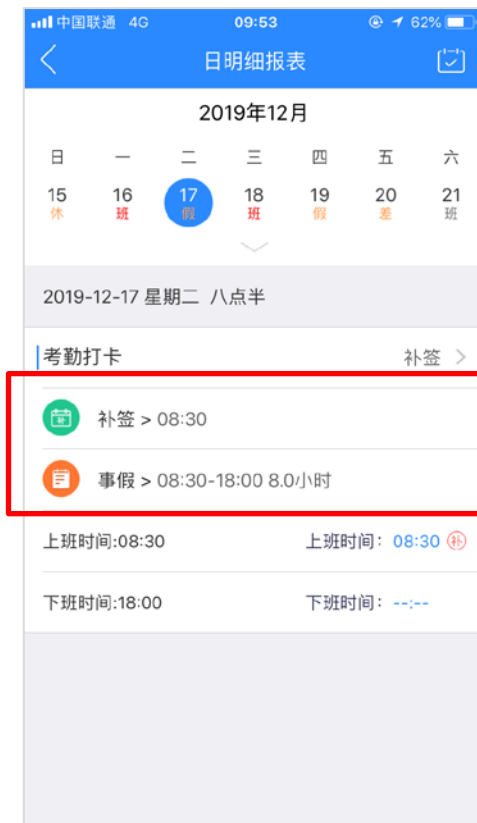 中国联通 4G 09:53 62%
日明细报表
2019年12月
日 一 二 三 四 五 六
15 16 17 18 19 20 21
休 班 假 班 假 差 班
2019-12-17 星期二 八点半
考勤打卡 补签 >
补 补签 > 08:30
事假 > 08:30-18:00 8.0小时
上班时间:08:30 上班时间：08:30 补
下班时间:18:00 下班时间：--:--